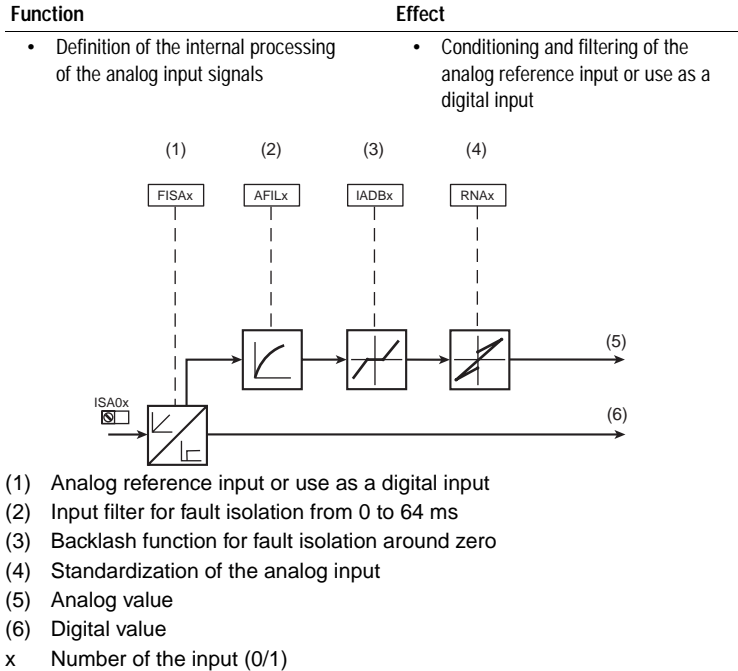 Function Effect
• Definition of the internal processing
of the analog input signals
• Conditioning and filtering of the
analog reference input or use as a
digital input
(1) (2) (3) (4)
FISAx AFILx IADBx RNAx
(5)
ISA0x
(6)
(1) Analog reference input or use as a digital input
(2) Input filter for fault isolation from 0 to 64 ms
(3) Backlash function for fault isolation around zero
(4) Standardization of the analog input
(5) Analog value
(6) Digital value
x Number of the input (0/1)